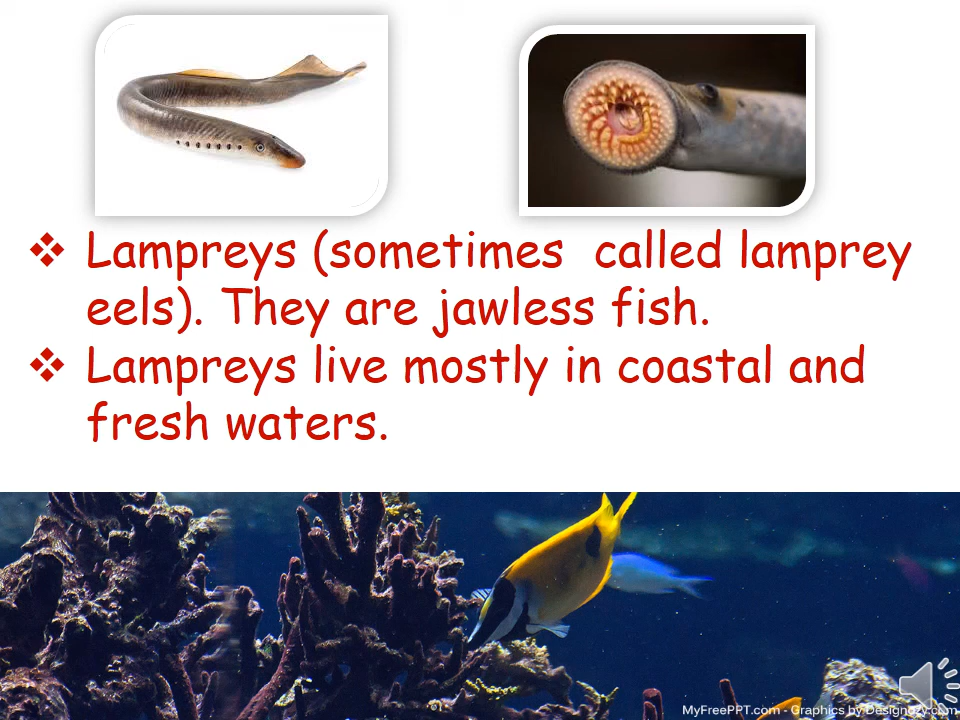 ❖ Lampreys (sometimes called lamprey
eels). They are jawless fish.
❖ Lampreys live mostly in coastal and
fresh waters.
MyFreePPT.com - Graphics by Designozy.com